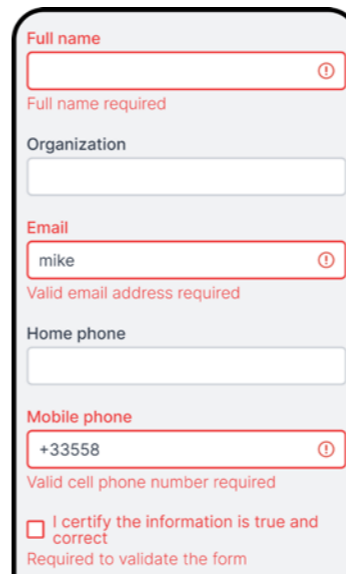 Full name
Full name required
Organization
Email
mike
Valid email address required
Home phone
Mobile phone
+33558
Valid cell phone number required
I certify the information is true and
correct
Required to validate the form